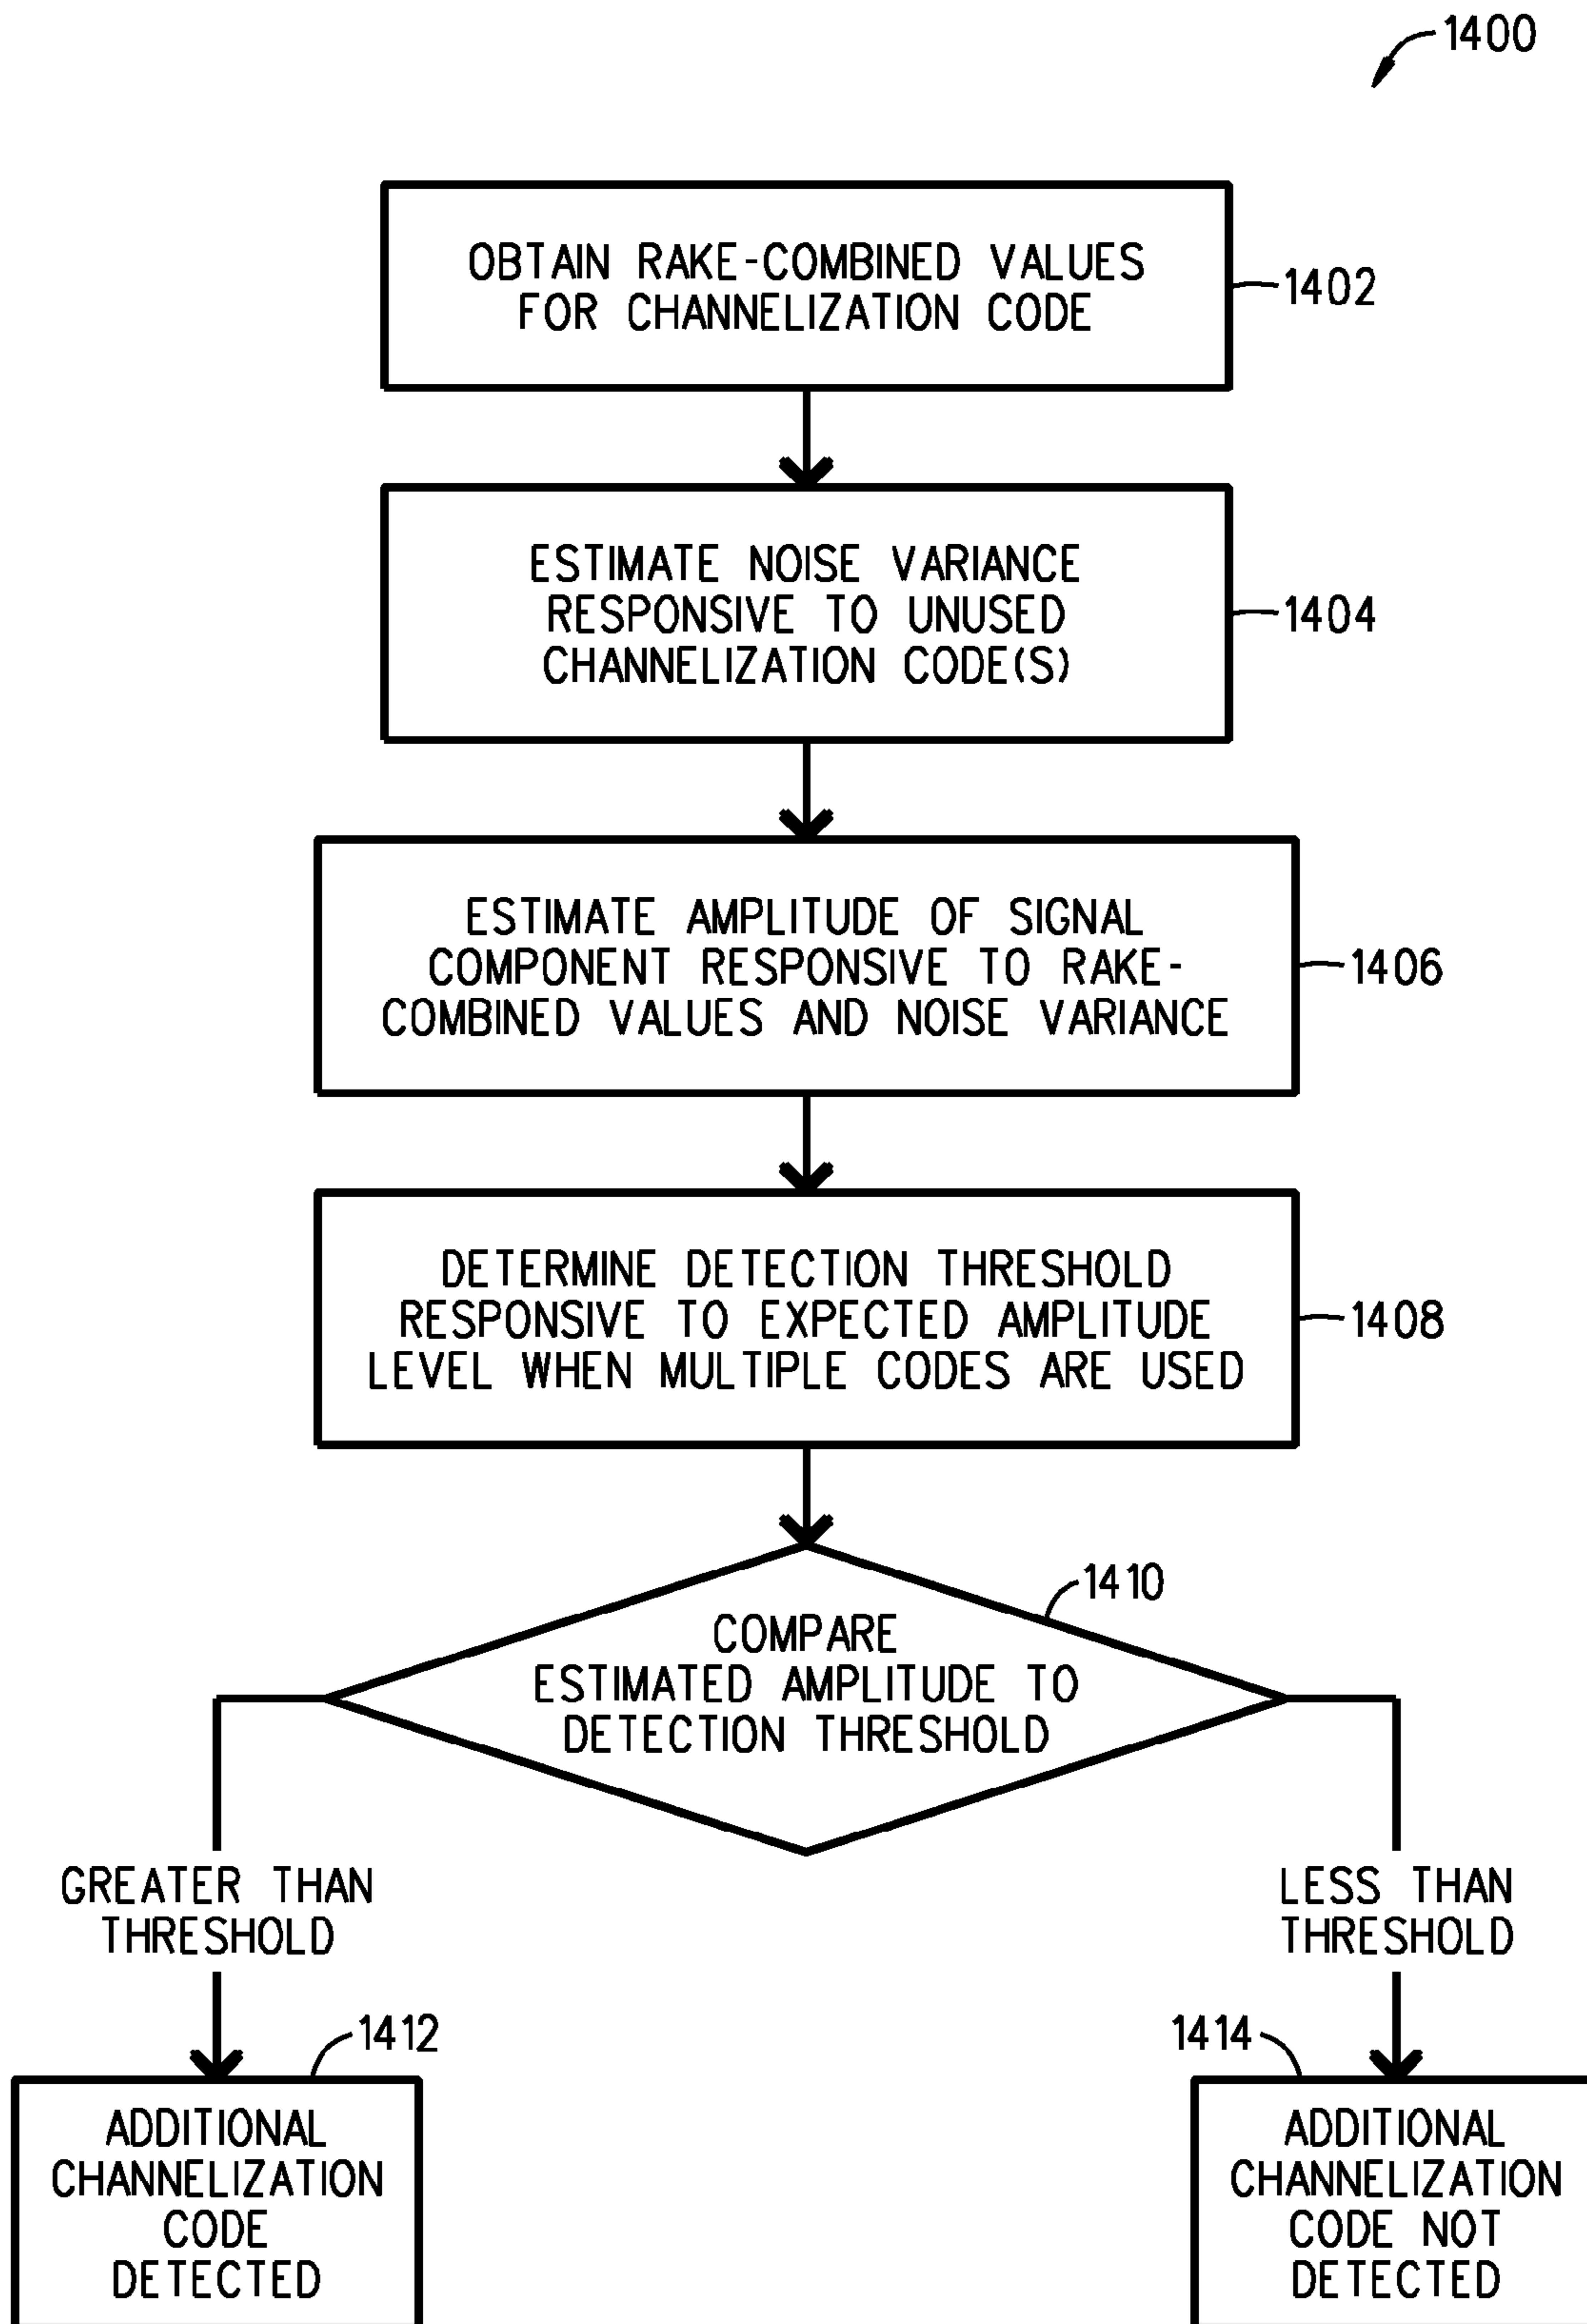 1400
OBTAIN RAKE-COMBINED VALUES
FOR CHANNELIZATION CODE
1402
ESTIMATE NOISE VARIANCE
RESPONSIVE TO UNUSED
CHANNELIZATION CODE(S)
1404
ESTIMATE AMPLITUDE OF SIGNAL
COMPONENT RESPONSIVE TO RAKE-
COMBINED VALUES AND NOISE VARIANCE
1406
DETERMINE DETECTION THRESHOLD
RESPONSIVE TO EXPECTED AMPLITUDE
LEVEL WHEN MULTIPLE CODES ARE USED
1408
1410
COMPARE
ESTIMATED AMPLITUDE TO
DETECTION THRESHOLD
GREATER THAN
THRESHOLD
LESS THAN
THRESHOLD
1412
ADDITIONAL
CHANNELIZATION
CODE
DETECTED
1414
ADDITIONAL
CHANNELIZATION
CODE NOT
DETECTED